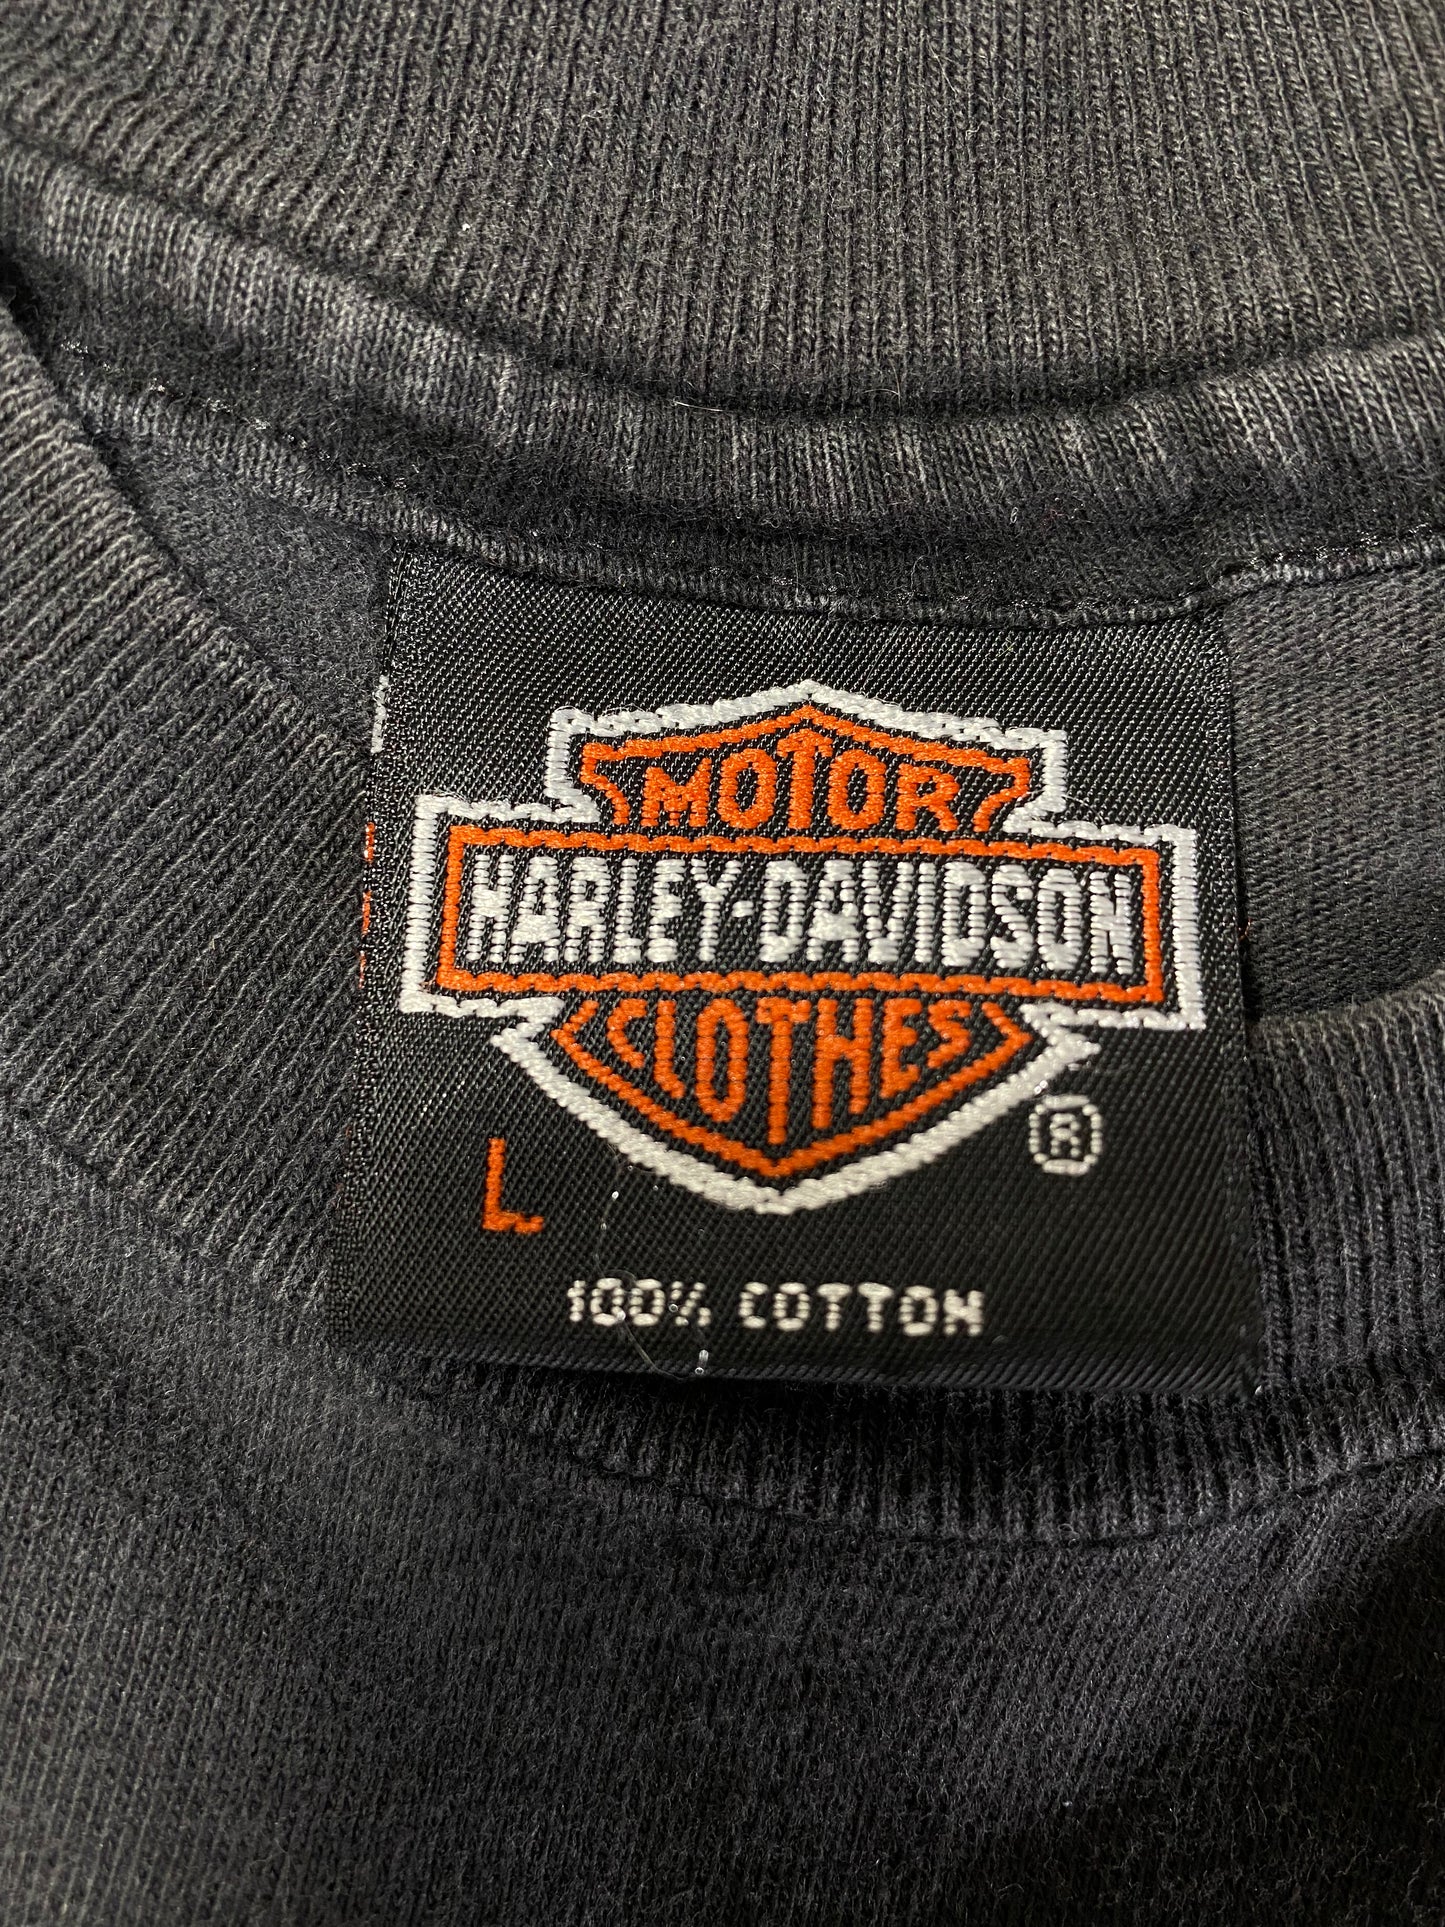 MOTOR
HARLEY-DAVIDSON
CLOTHES
®
L
100% COTTON